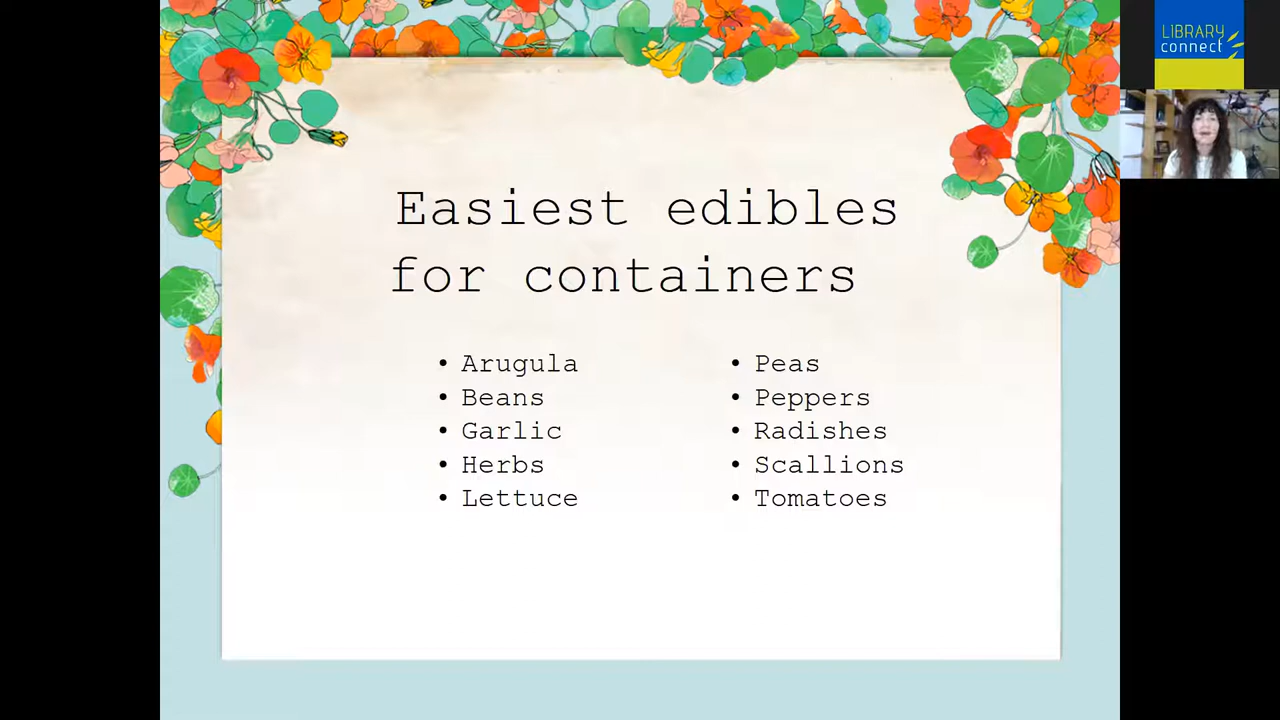 LIBRARY
connect
Easiest edibles
for containers
• Arugula
• Beans
• Garlic
• Herbs
• Lettuce
• Peas
• Peppers
• Radishes
• Scallions
• Tomatoes